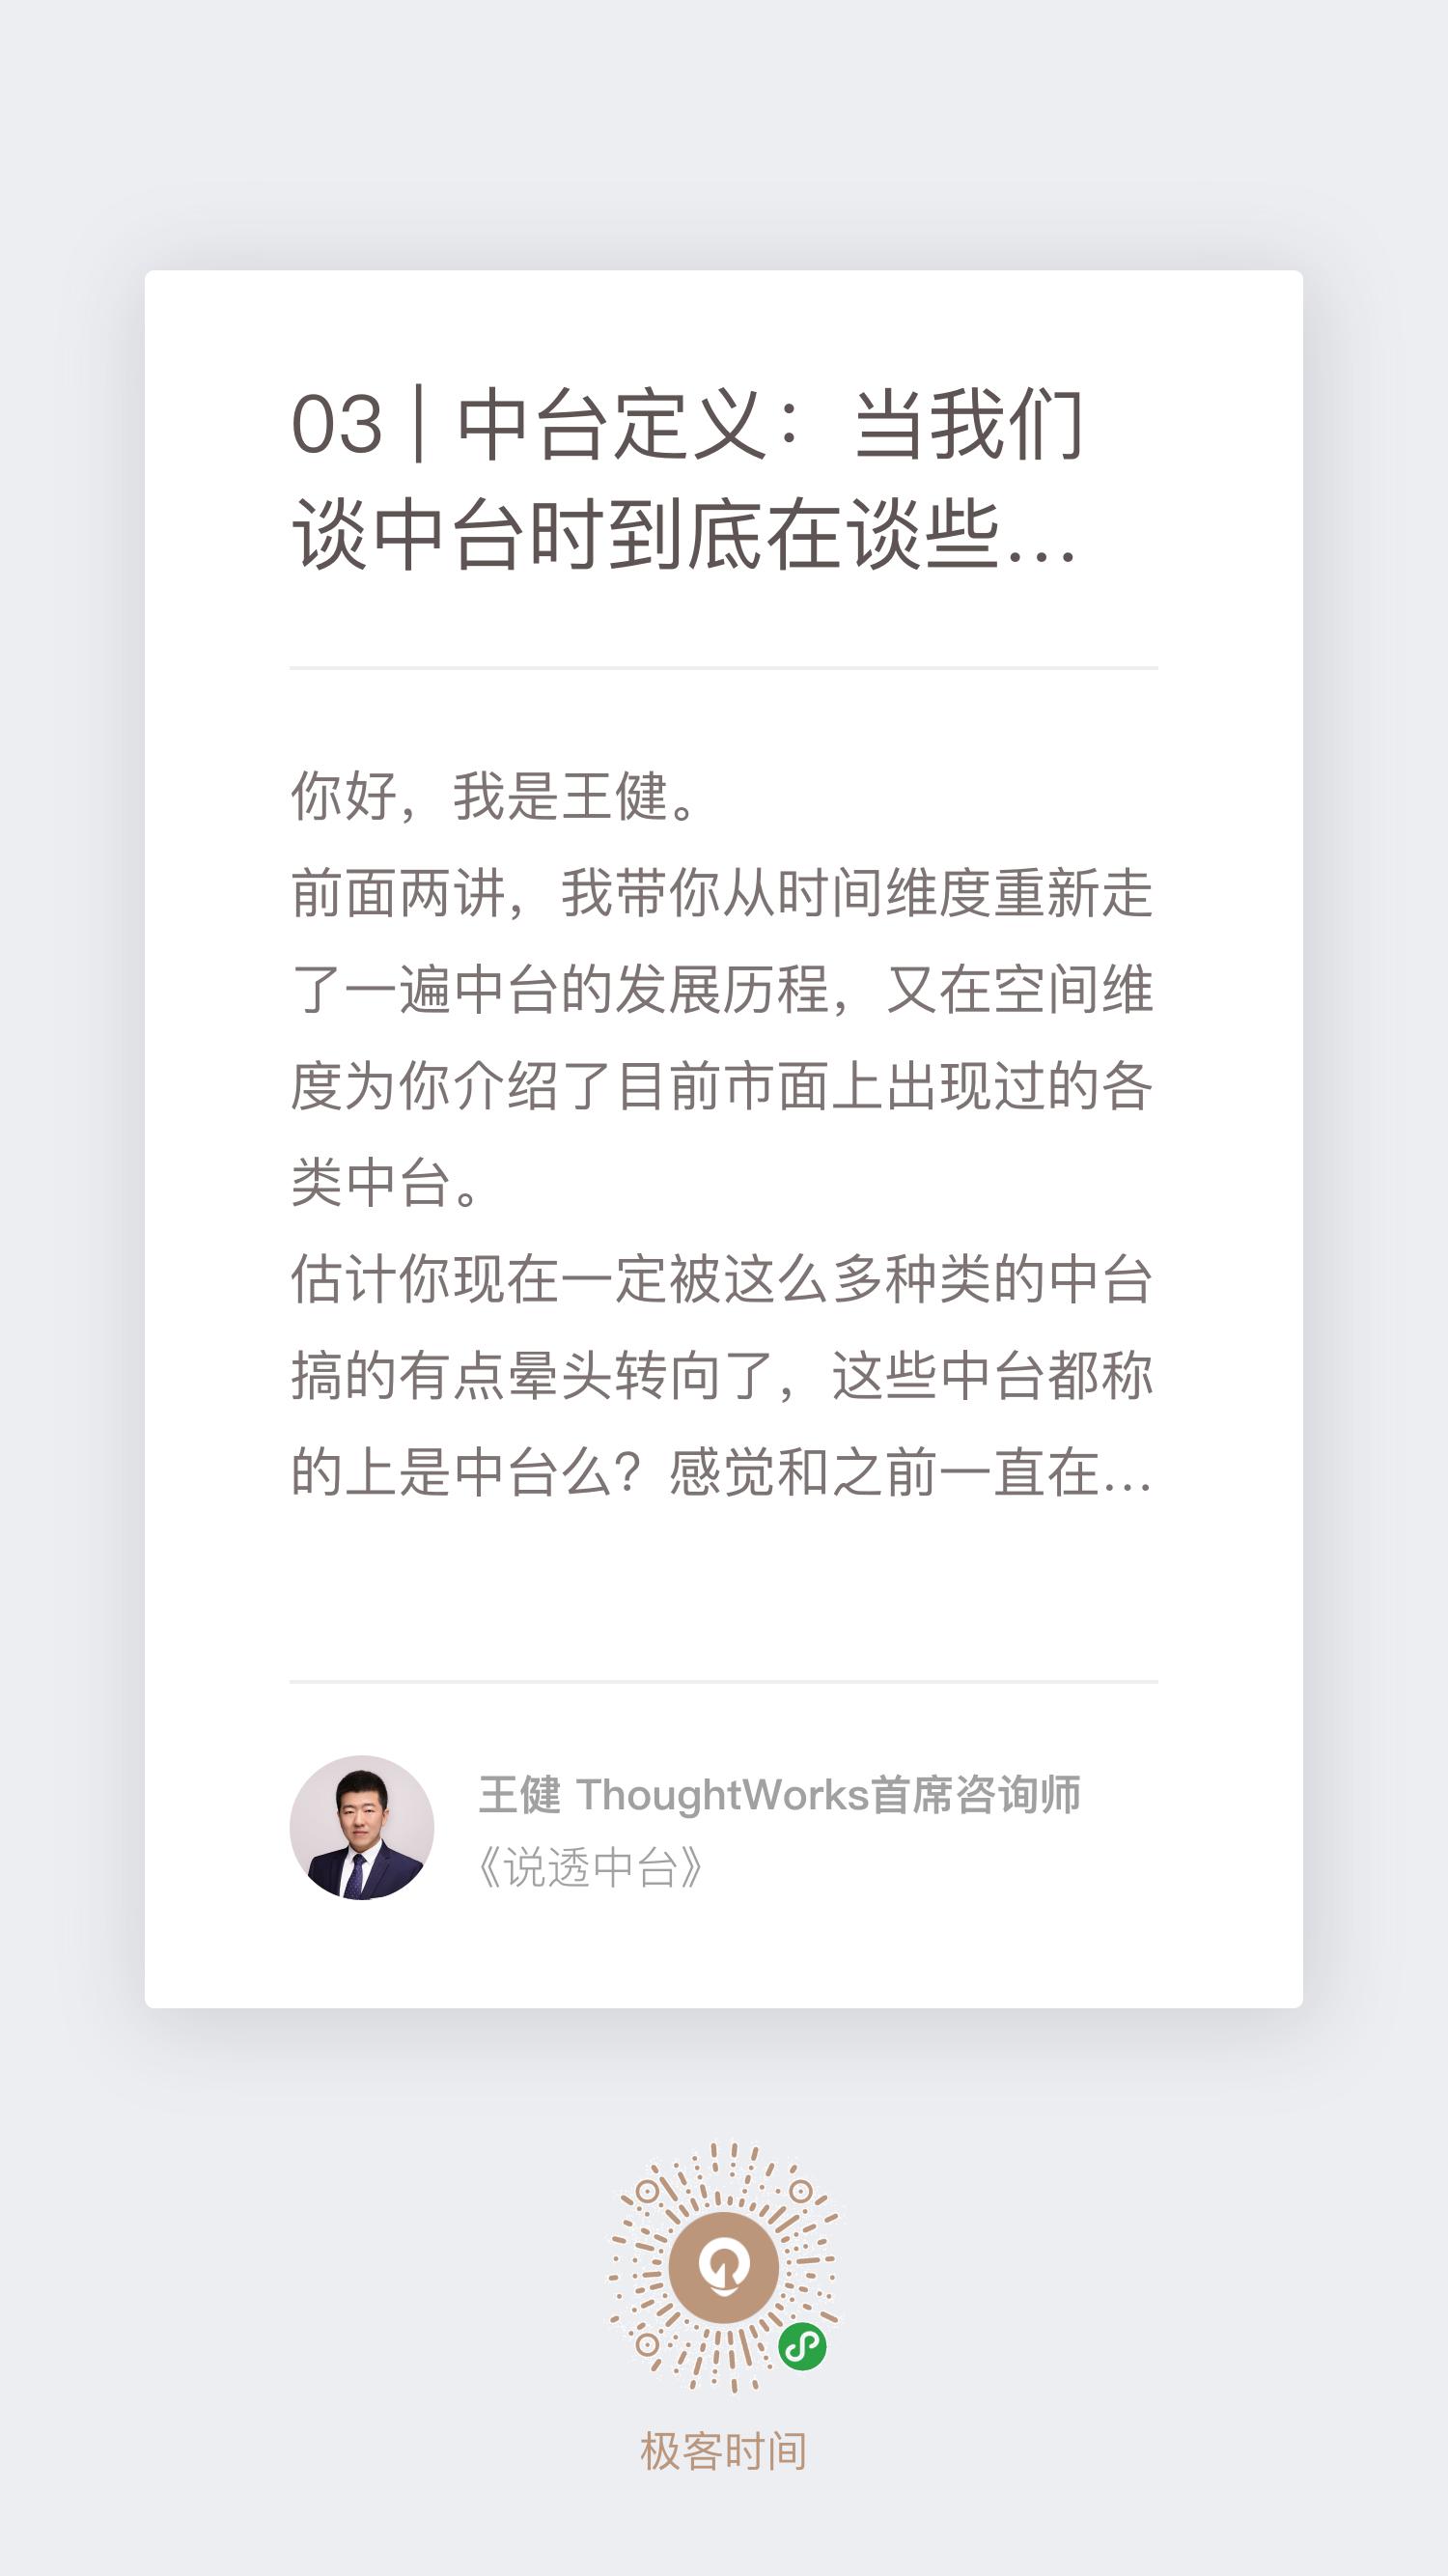 03 | 中台定义：当我们
谈中台时到底在谈些...
你好，我是王健。
前面两讲，我带你从时间维度重新走
了一遍中台的发展历程，又在空间维
度为你介绍了目前市面上出现过的各
类中台。
估计你现在一定被这么多种类的中台
搞的有点晕头转向了，这些中台都称
的上是中台么？感觉和之前一直在...
王健 ThoughtWorks首席咨询师
《说透中台》
极客时间